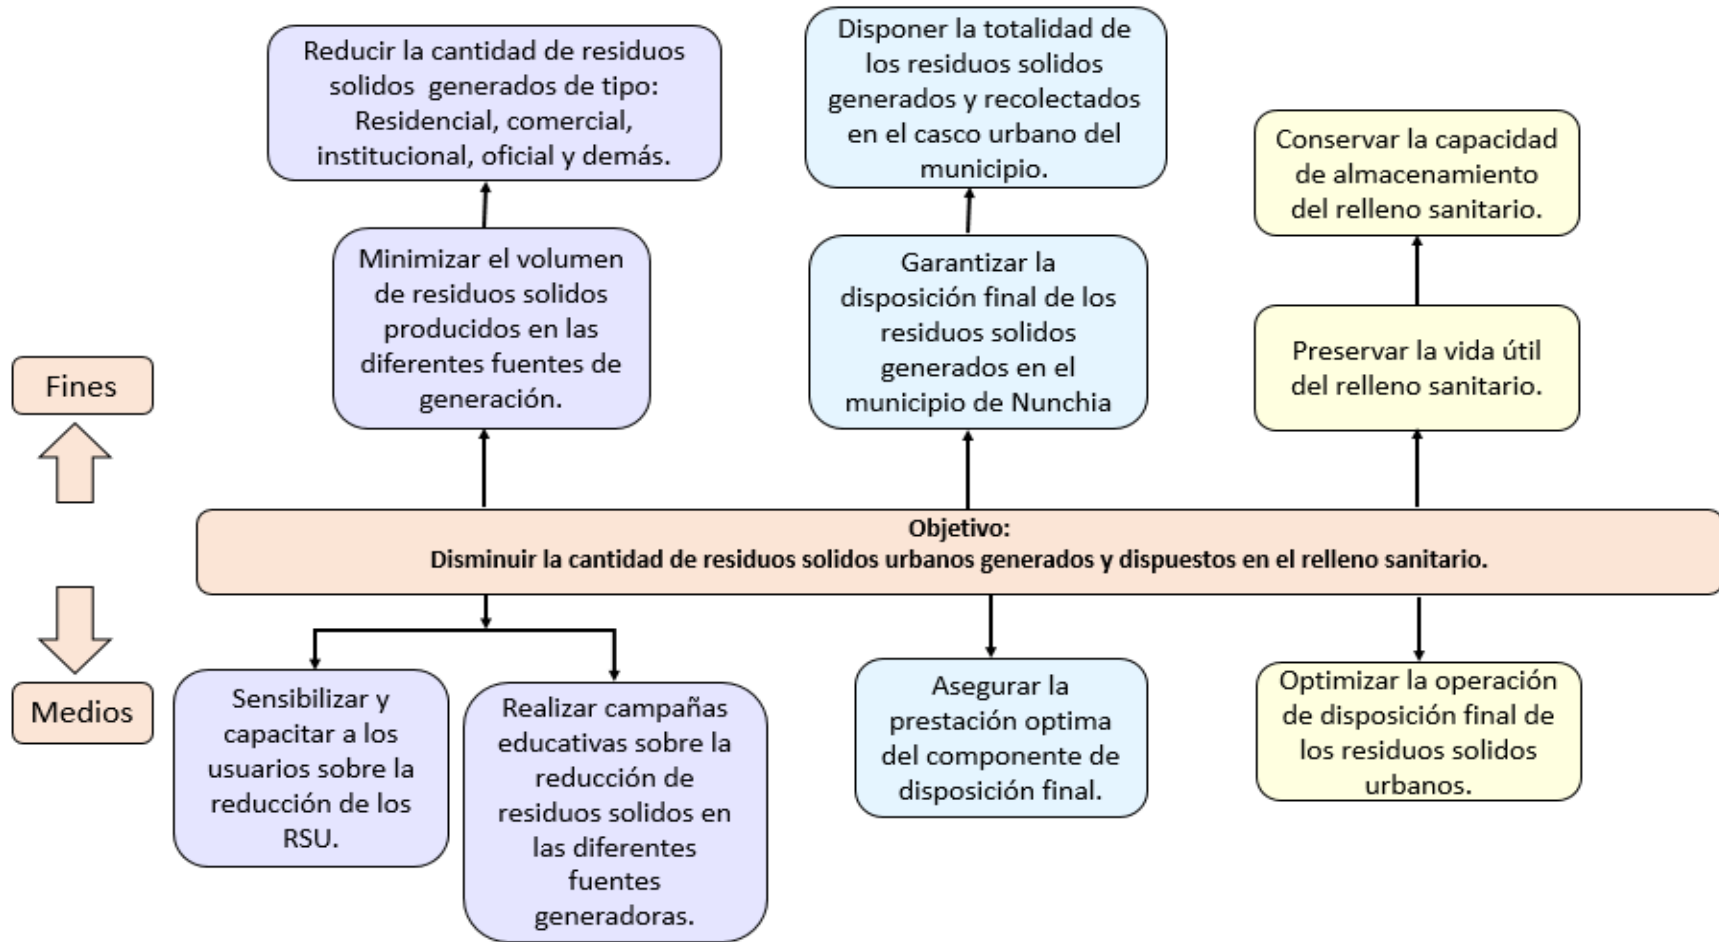 Reducir la cantidad de residuos
solidos generados de tipo:
Residencial, comercial,
institucional, oficial y demás.
Disponer la totalidad de
los residuos solidos
generados y recolectados
en el casco urbano del
municipio.
Conservar la capacidad
de almacenamiento
del relleno sanitario.
Minimizar el volumen
de residuos solidos
producidos en las
diferentes fuentes de
generación.
Garantizar la
disposición final de los
residuos solidos
generados en el
municipio de Nunchia
Preservar la vida útil
del relleno sanitario.
Fines
Objetivo:
Disminuir la cantidad de residuos solidos urbanos generados y dispuestos en el relleno sanitario.
Medios
Sensibilizar y
capacitar a los
usuarios sobre la
reducción de los
RSU.
Realizar campañas
educativas sobre la
reducción de
residuos solidos en
las diferentes
fuentes
generadoras.
Asegurar la
prestación optima
del componente de
disposición final.
Optimizar la operación
de disposición final de
los residuos solidos
urbanos.